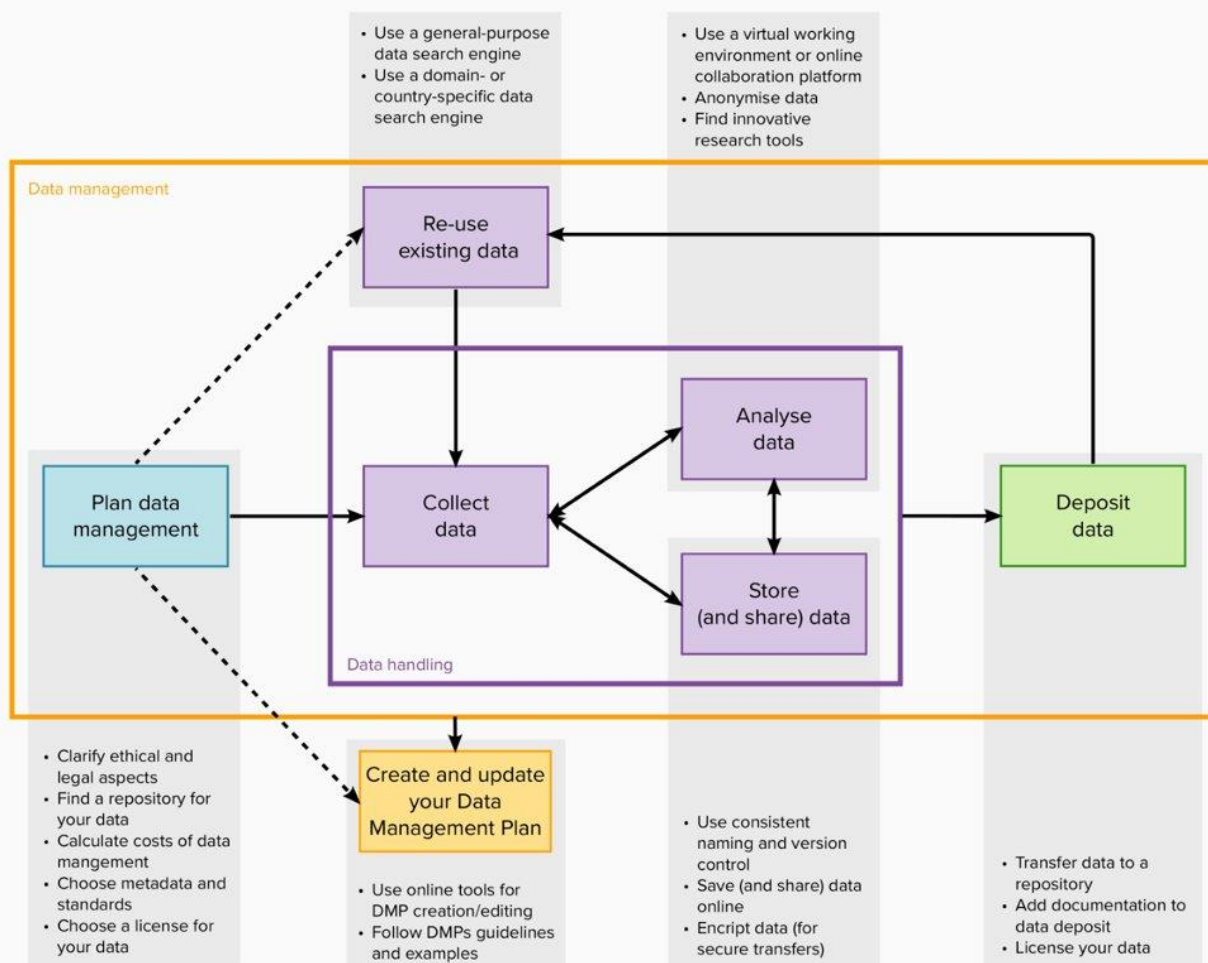 • Use a general-purpose
data search engine
• Use a domain- or
country-specific data
search engine
• Use a virtual working
environment or online
collaboration platform
• Anonymise data
• Find innovative
research tools
Data management
Re-use
existing data
Analyse
data
Plan data
management
Collect
data
Deposit
data
Store
(and share) data
Data handling
• Clarify ethical and
legal aspects
• Find a repository for
your data
• Calculate costs of data
mangement
• Choose metadata and
standards
• Choose a license for
your data
Create and update
your Data
Management Plan
• Use online tools for
DMP creation/editing
• Follow DMPs guidelines
and examples
• Use consistent
naming and version
control
• Save (and share) data
online
• Encript data (for
secure transfers)
• Transfer data to a
repository
• Add documentation to
data deposit
• License your data